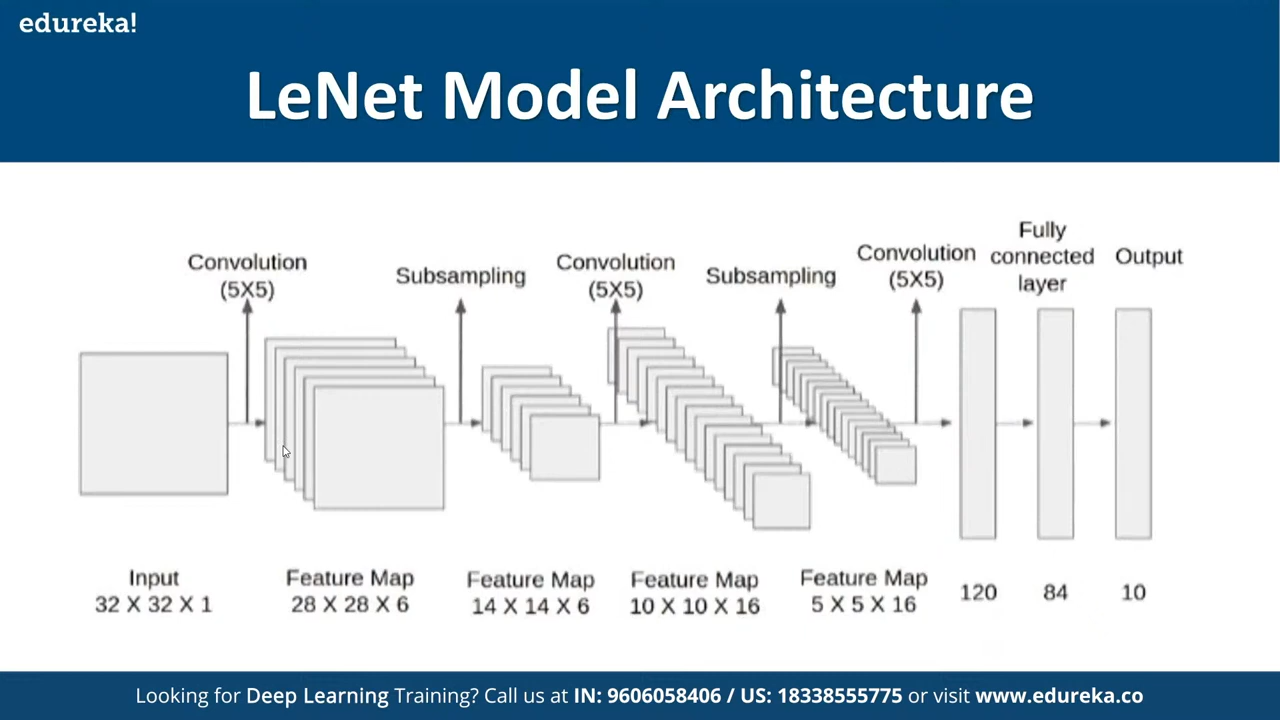 edureka!
LeNet Model Architecture
Convolution
(5X5)
Subsampling
Convolution
(5X5)
Subsampling
Convolution
(5X5)
Fully
connected
layer
Output
Input
32 X 32 X 1
Feature Map
28 X 28 X 6
Feature Map
14 X 14 X 6
Feature Map
10 X 10 X 16
Feature Map
5 X 5 X 16
120
84
10
Looking for Deep Learning Training? Call us at IN: 9606058406 / US: 18338555775 or visit www.edureka.co